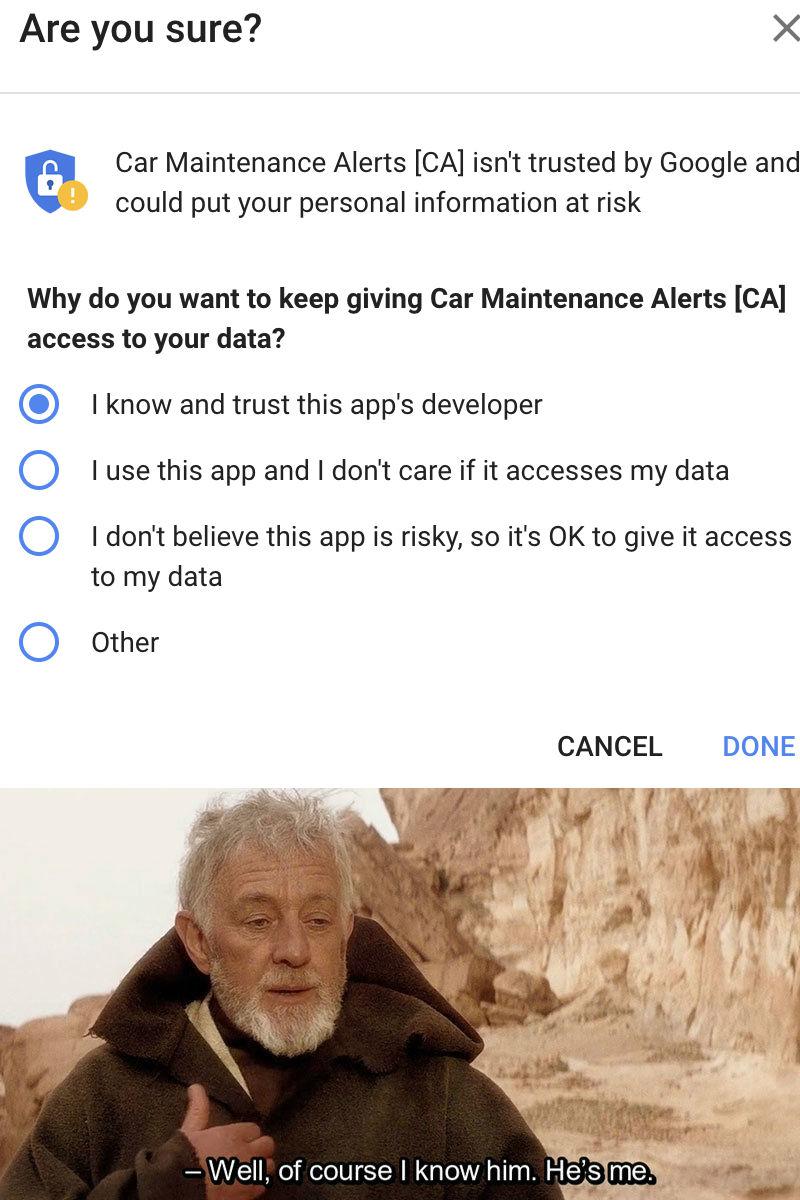 Are you sure?
Car Maintenance Alerts [CA] isn't trusted by Google and
could put your personal information at risk
Why do you want to keep giving Car Maintenance Alerts [CA]
access to your data?
I know and trust this app's developer
I use this app and I don't care if it accesses my data
I don't believe this app is risky, so it's OK to give it access
to my data
Other
CANCEL DONE
– Well, of course I know him. He's me.